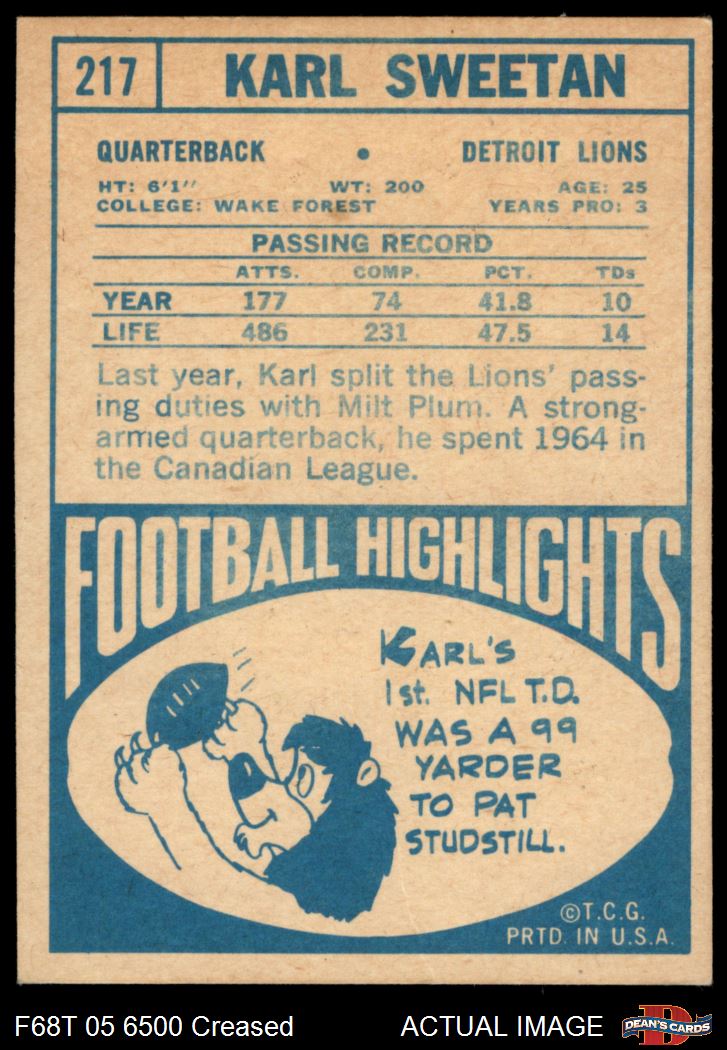 217 KARL SWEETAN
QUARTERBACK • DETROIT LIONS
HT: 6'1" WT: 200 AGE: 25
COLLEGE: WAKE FOREST YEARS PRO: 3
PASSING RECORD
ATTS. COMP. PCT. TDs
YEAR 177 74 41.8 10
LIFE 486 231 47.5 14
Last year, Karl split the Lions' pass-
ing duties with Milt Plum. A strong-
armed quarterback, he spent 1964 in
the Canadian League.
FOOTBALL HIGHLIGHTS
KARL'S
1st. NFL T.D.
WAS A 99
YARDER
TO PAT
STUDSTILL.
©T.C.G.
PRTD. IN U.S.A.
F68T 05 6500 Creased ACTUAL IMAGE
D
DEAN'S CARDS